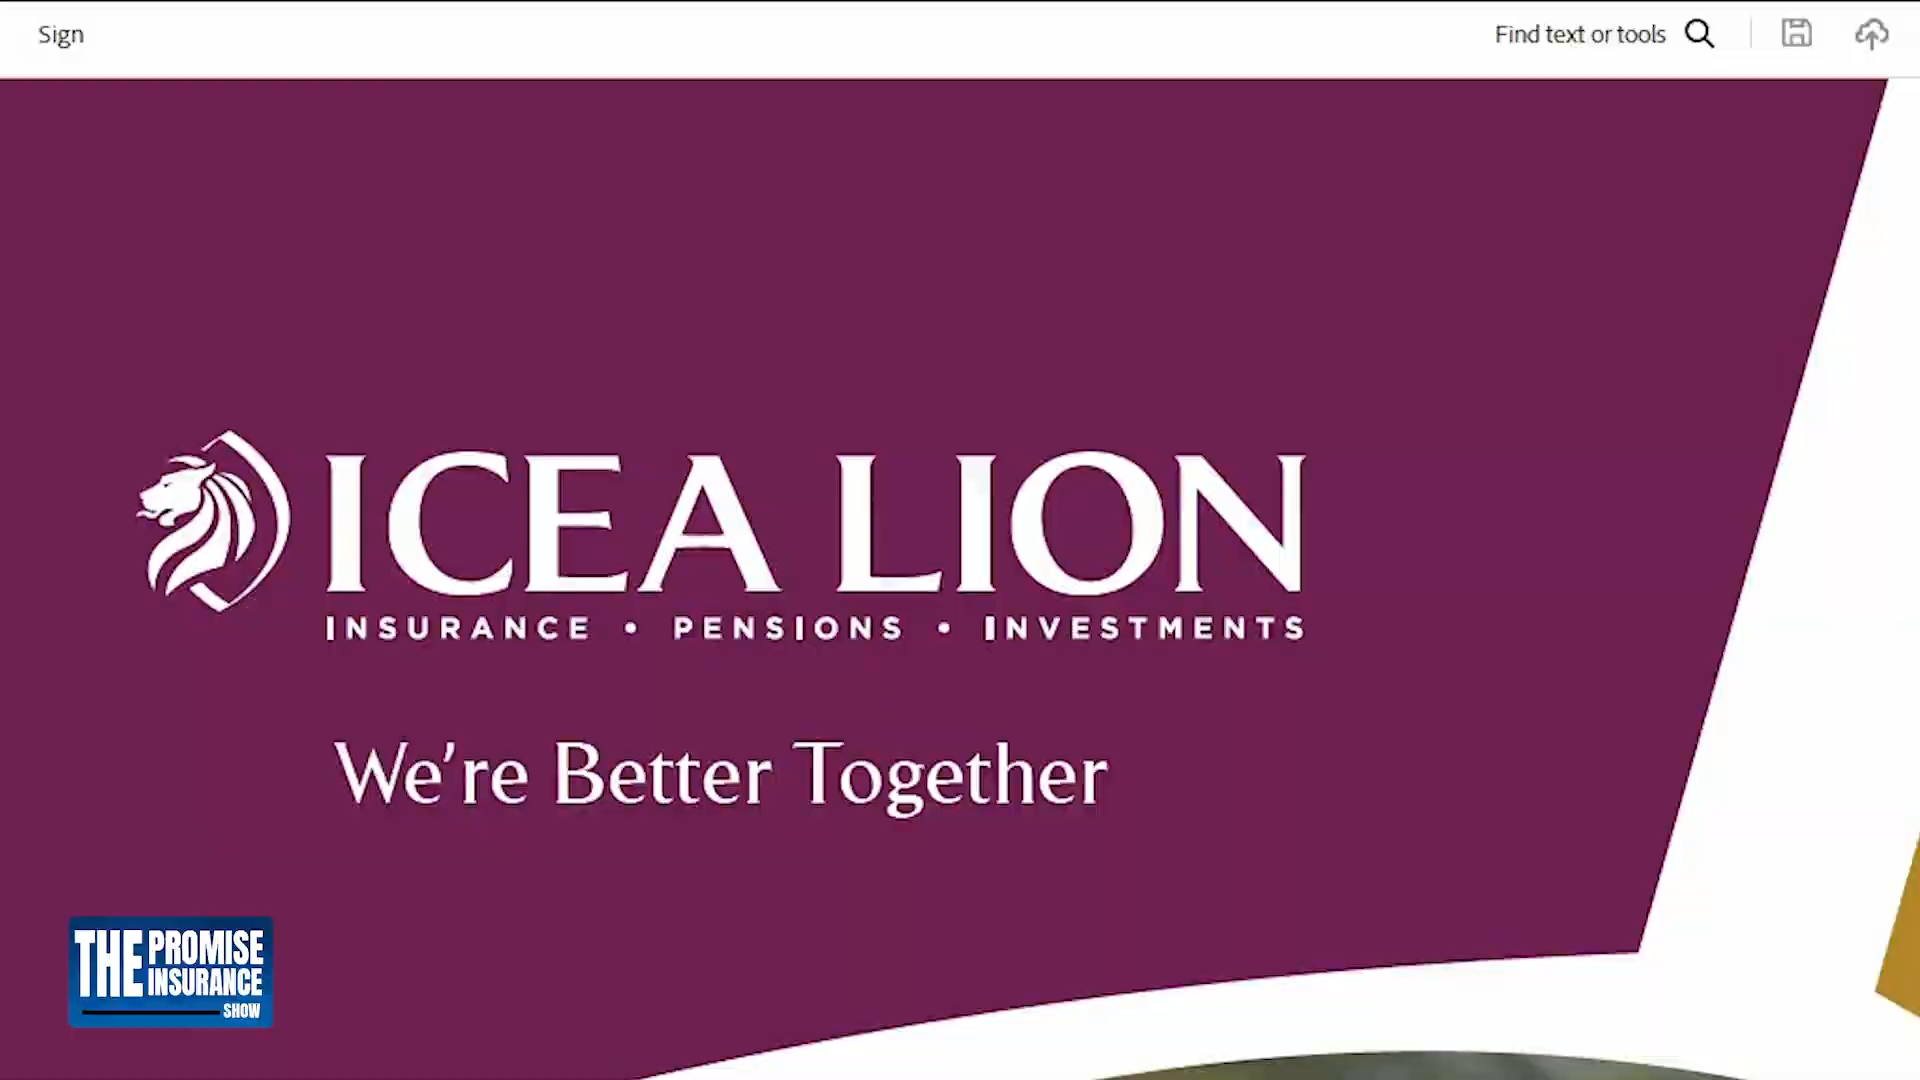 Sign
Find text or tools
ICEA LION
INSURANCE • PENSIONS • INVESTMENTS
We're Better Together
THE PROMISE
INSURANCE
SHOW